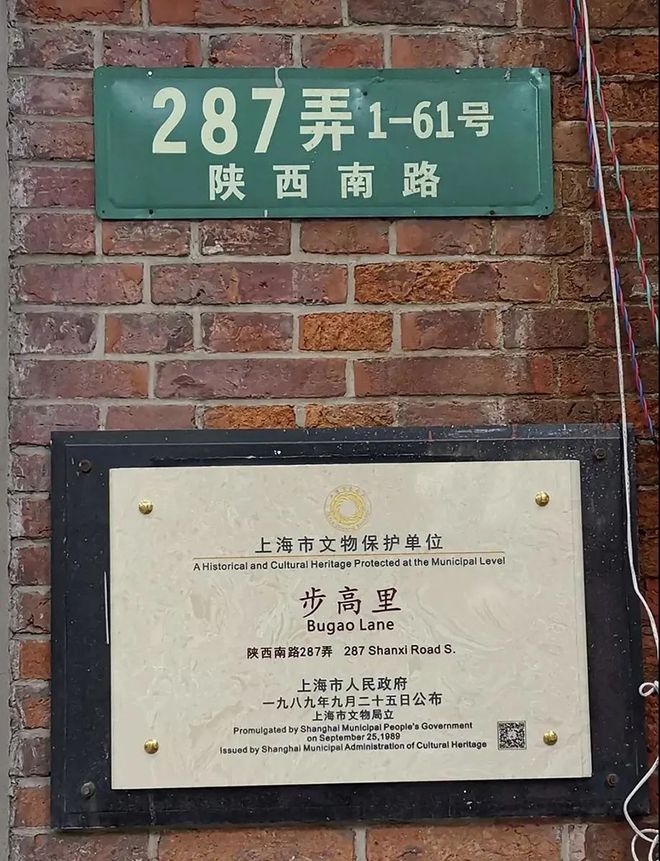 287弄 1-61号
陕西南路
上海市文物保护单位
A Historical and Cultural Heritage Protected at the Municipal Level
步高里
Bugao Lane
陕西南路287弄 287 Shanxi Road S.
上海市人民政府
一九八九年九月二十五日公布
上海市文物局立
Promulgated by Shanghai Municipal People's Government
on September 25,1989
Issued by Shanghai Municipal Administration of Cultural Heritage